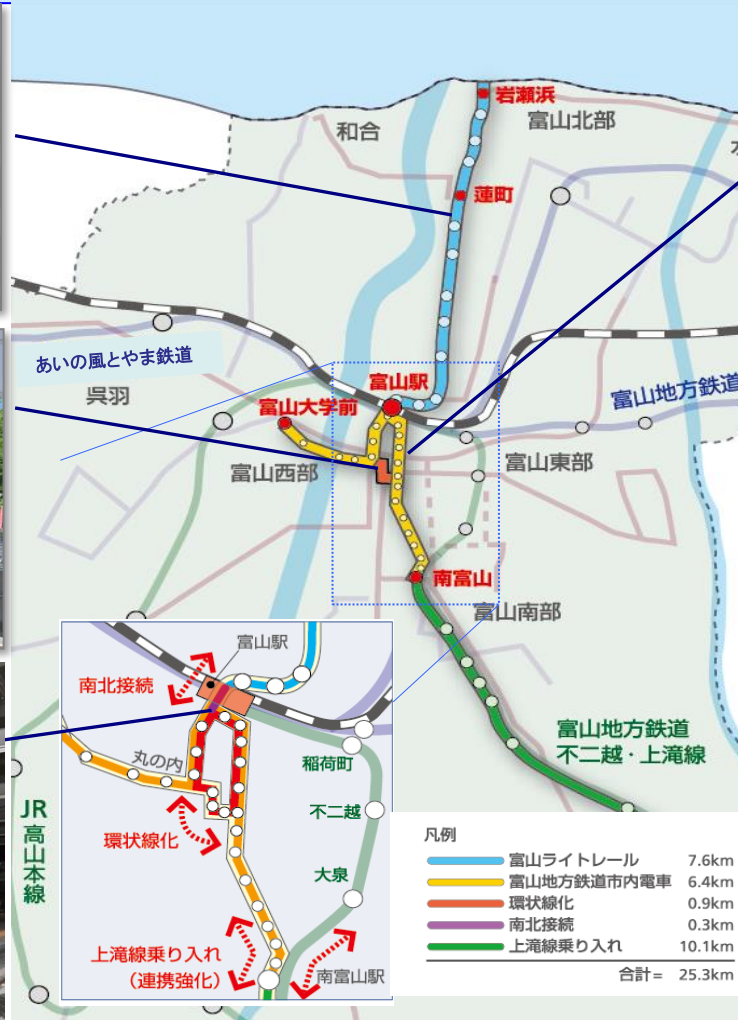 岩瀬浜
富山北部
和合
蓮町
あいの風とやま鉄道
呉羽
富山駅
富山大学前
富山地方鉄道
富山西部
富山東部
南富山
富山南部
富山駅
南北接続
丸の内
稲荷町
環状線化
不二越
大泉
上滝線乗り入れ
(連携強化)
南富山駅
JR
高山本線
富山地方鉄道
不二越・上滝線
凡例
富山ライトレール 7.6km
富山地方鉄道市内電車 6.4km
環状線化 0.9km
南北接続 0.3km
上滝線乗り入れ 10.1km
合計= 25.3km